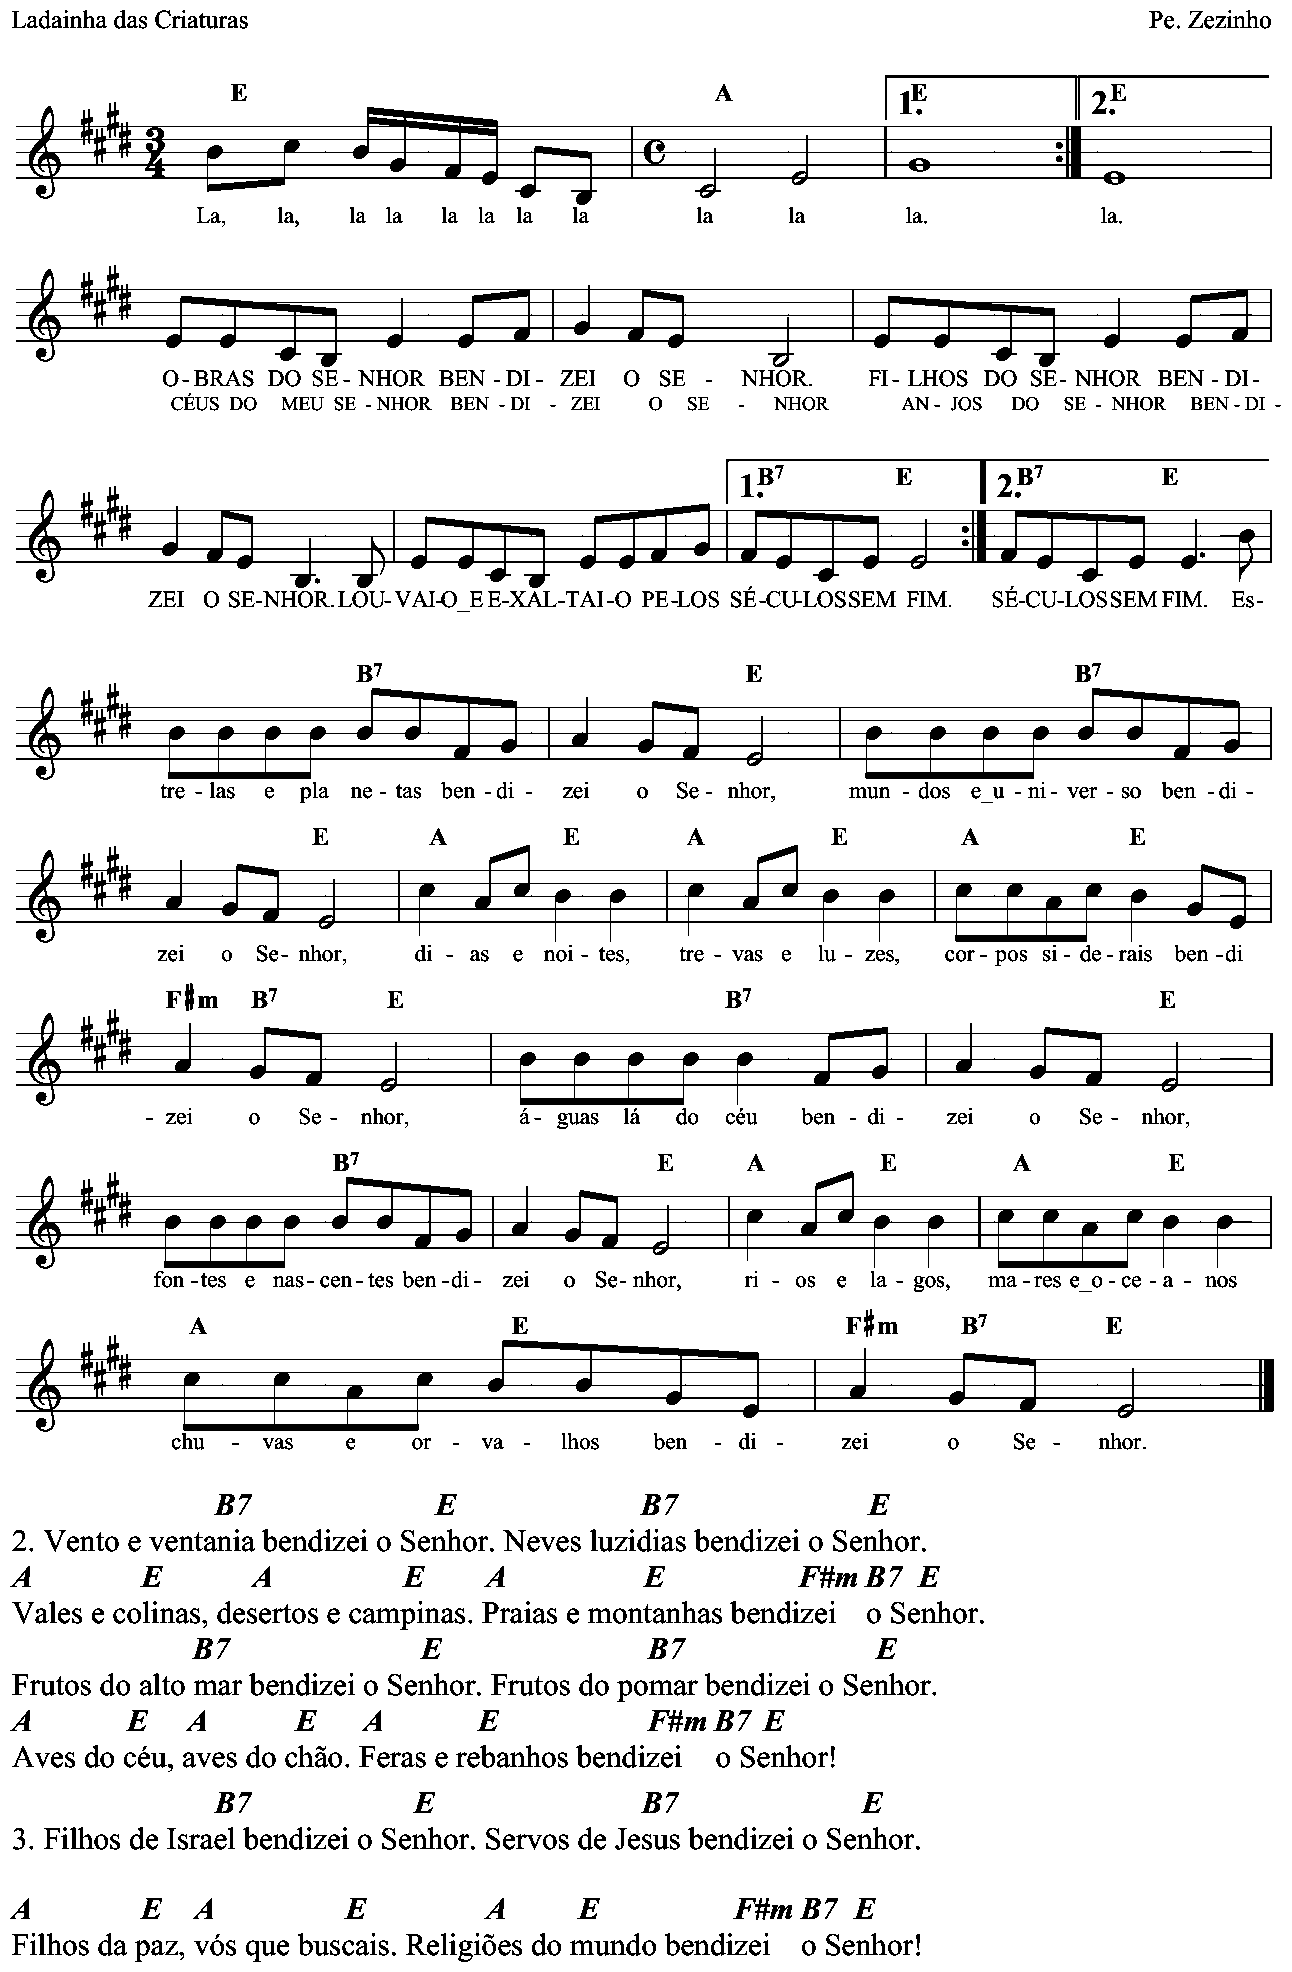 Ladainha das Criaturas Pe. Zezinho
E A 1. E 2. E
3 4 C
La, la, la la la la la la la la la. la.
O-BRAS DO SE-NHOR BEN-DI- ZEI O SE - NHOR. FI-LHOS DO SE-NHOR BEN-DI-
CÉUS DO MEU SE-NHOR BEN-DI - ZEI O SE - NHOR AN-JOS DO SE-NHOR BEN-DI-
1. B7 E 2. B7 E
ZEI O SE-NHOR. LOU-VAI-O_E E-XAL-TAI-O PE-LOS SÉ-CU-LOS SEM FIM. SÉ-CU-LOS SEM FIM. Es-
B7 E B7
tre-las e pla ne-tas ben-di- zei o Se-nhor, mun-dos e_u-ni-ver-so ben-di-
E A E A E A E
zei o Se-nhor, di-as e noi-tes, tre-vas e lu-zes, cor-pos si-de-rais ben-di
F#m B7 E B7 E
-zei o Se-nhor, á-guas lá do céu ben-di- zei o Se-nhor,
B7 E A E A E
fon-tes e nas-cen-tes ben-di- zei o Se-nhor, ri-os e la-gos, ma-res e_o-ce-a-nos
A E F#m B7 E
chu-vas e or-va-lhos ben-di- zei o Se-nhor.
B7 E B7 E
2. Vento e ventania bendizei o Senhor. Neves luzidias bendizei o Senhor.
A E A E A E F#m B7 E
Vales e colinas, desertos e campinas. Praias e montanhas bendizei o Senhor.
B7 E B7 E
Frutos do alto mar bendizei o Senhor. Frutos do pomar bendizei o Senhor.
A E A E A E F#m B7 E
Aves do céu, aves do chão. Feras e rebanhos bendizei o Senhor!
B7 E B7 E
3. Filhos de Israel bendizei o Senhor. Servos de Jesus bendizei o Senhor.
A E A E A E F#m B7 E
Filhos da paz, vós que buscais. Religiões do mundo bendizei o Senhor!